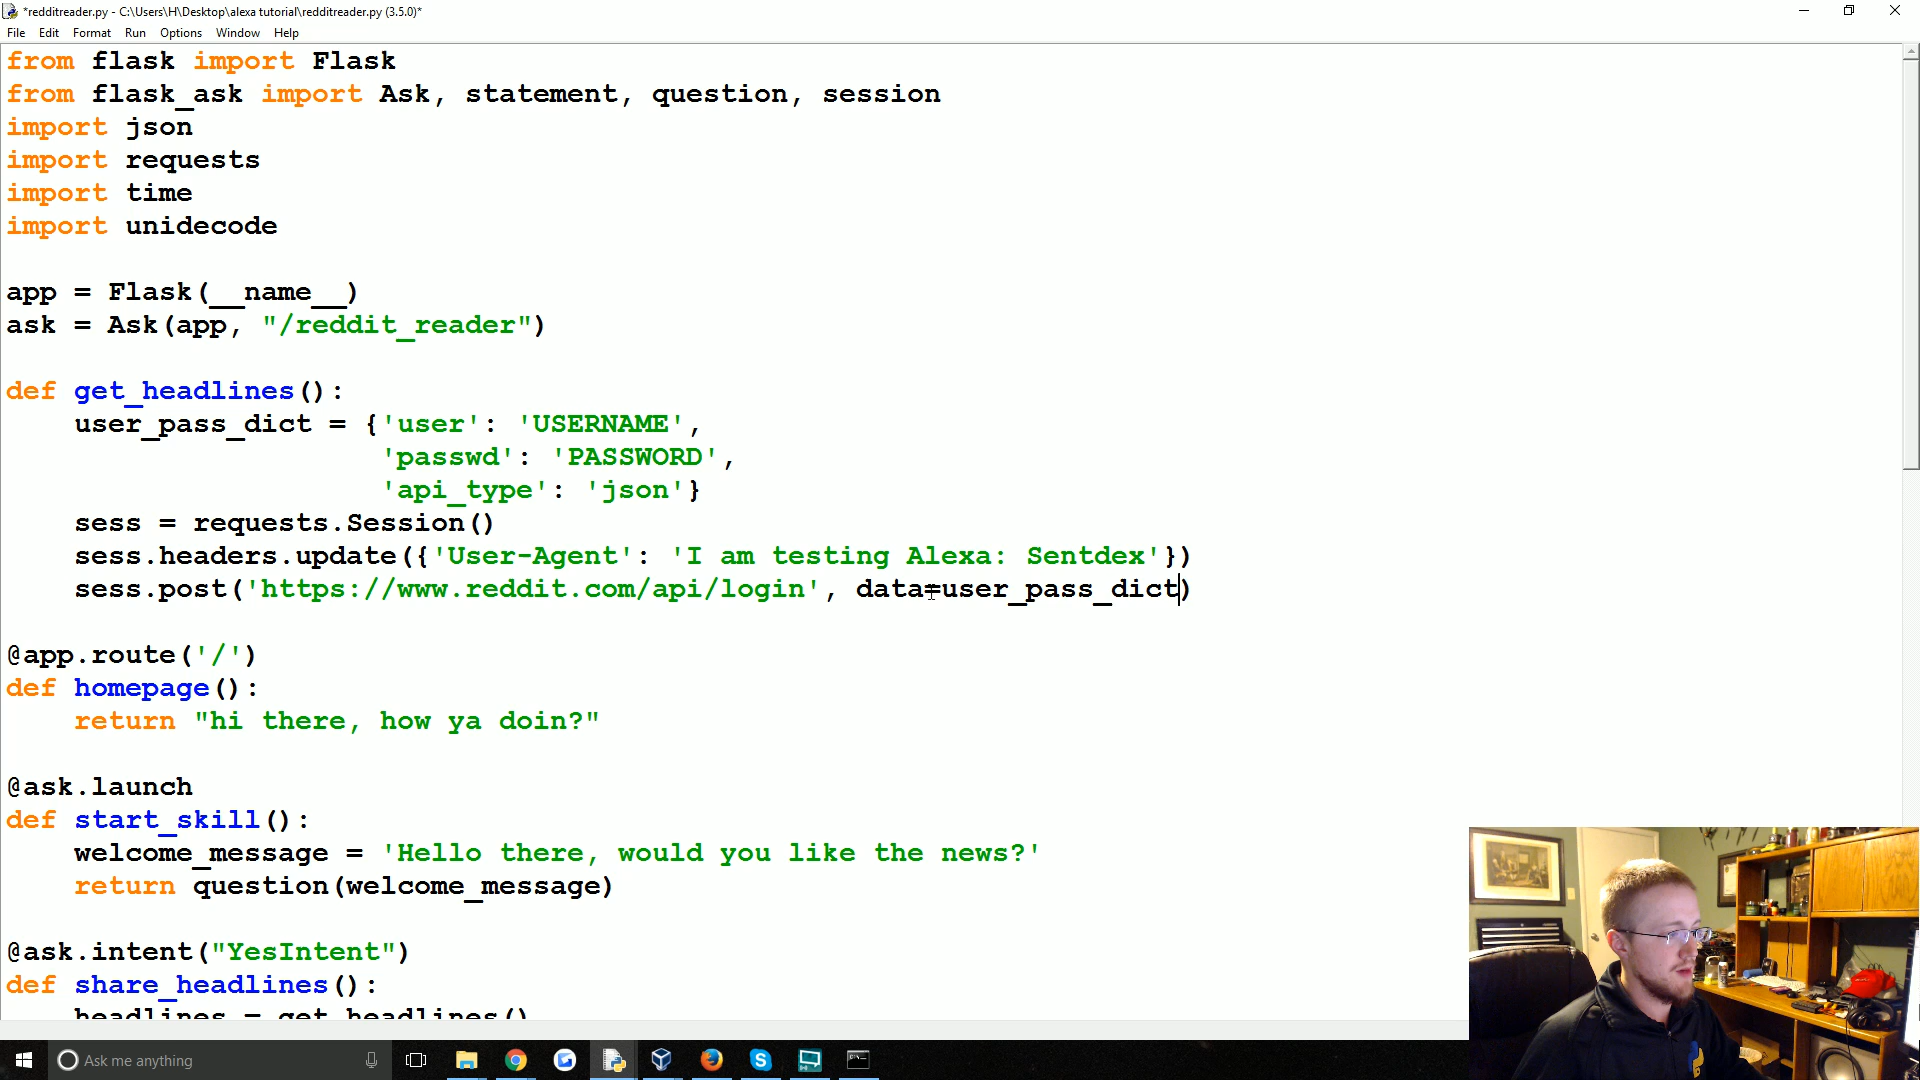 *redditreader.py - C:\Users\H\Desktop\alexa tutorial\redditreader.py (3.5.0)*
File Edit Format Run Options Window Help
from flask import Flask
from flask_ask import Ask, statement, question, session
import json
import requests
import time
import unidecode
app = Flask(__name__)
ask = Ask(app, "/reddit_reader")
def get_headlines():
user_pass_dict = {'user': 'USERNAME',
'passwd': 'PASSWORD',
'api_type': 'json'}
sess = requests.Session()
sess.headers.update({'User-Agent': 'I am testing Alexa: Sentdex'})
sess.post('https://www.reddit.com/api/login', data=user_pass_dict)
@app.route('/')
def homepage():
return "hi there, how ya doin?"
@ask.launch
def start_skill():
welcome_message = 'Hello there, would you like the news?'
return question(welcome_message)
@ask.intent("YesIntent")
def share_headlines():
headlines = get_headlines()
Ask me anything